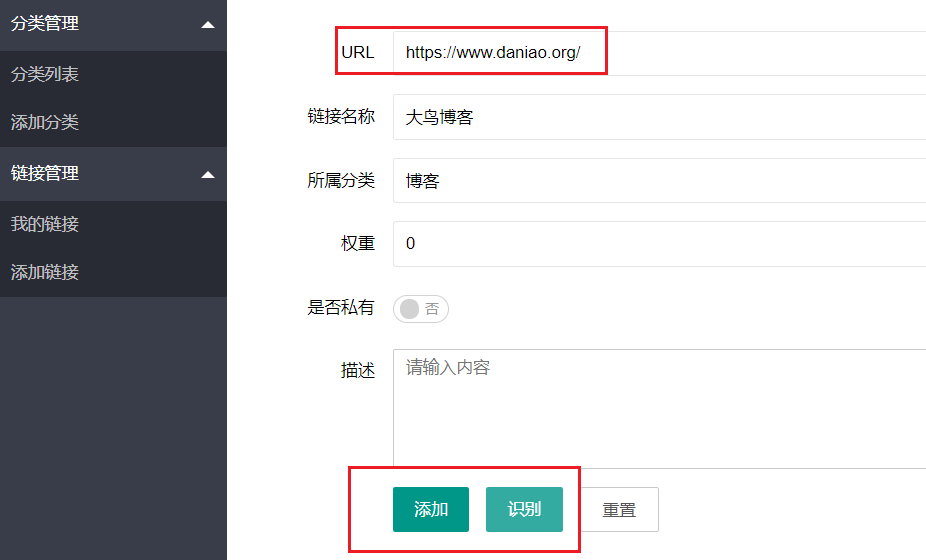 分类管理
分类列表
添加分类
链接管理
我的链接
添加链接
URL https://www.daniao.org/
链接名称 大鸟博客
所属分类 博客
权重 0
是否私有 否
描述 请输入内容
添加 识别 重置